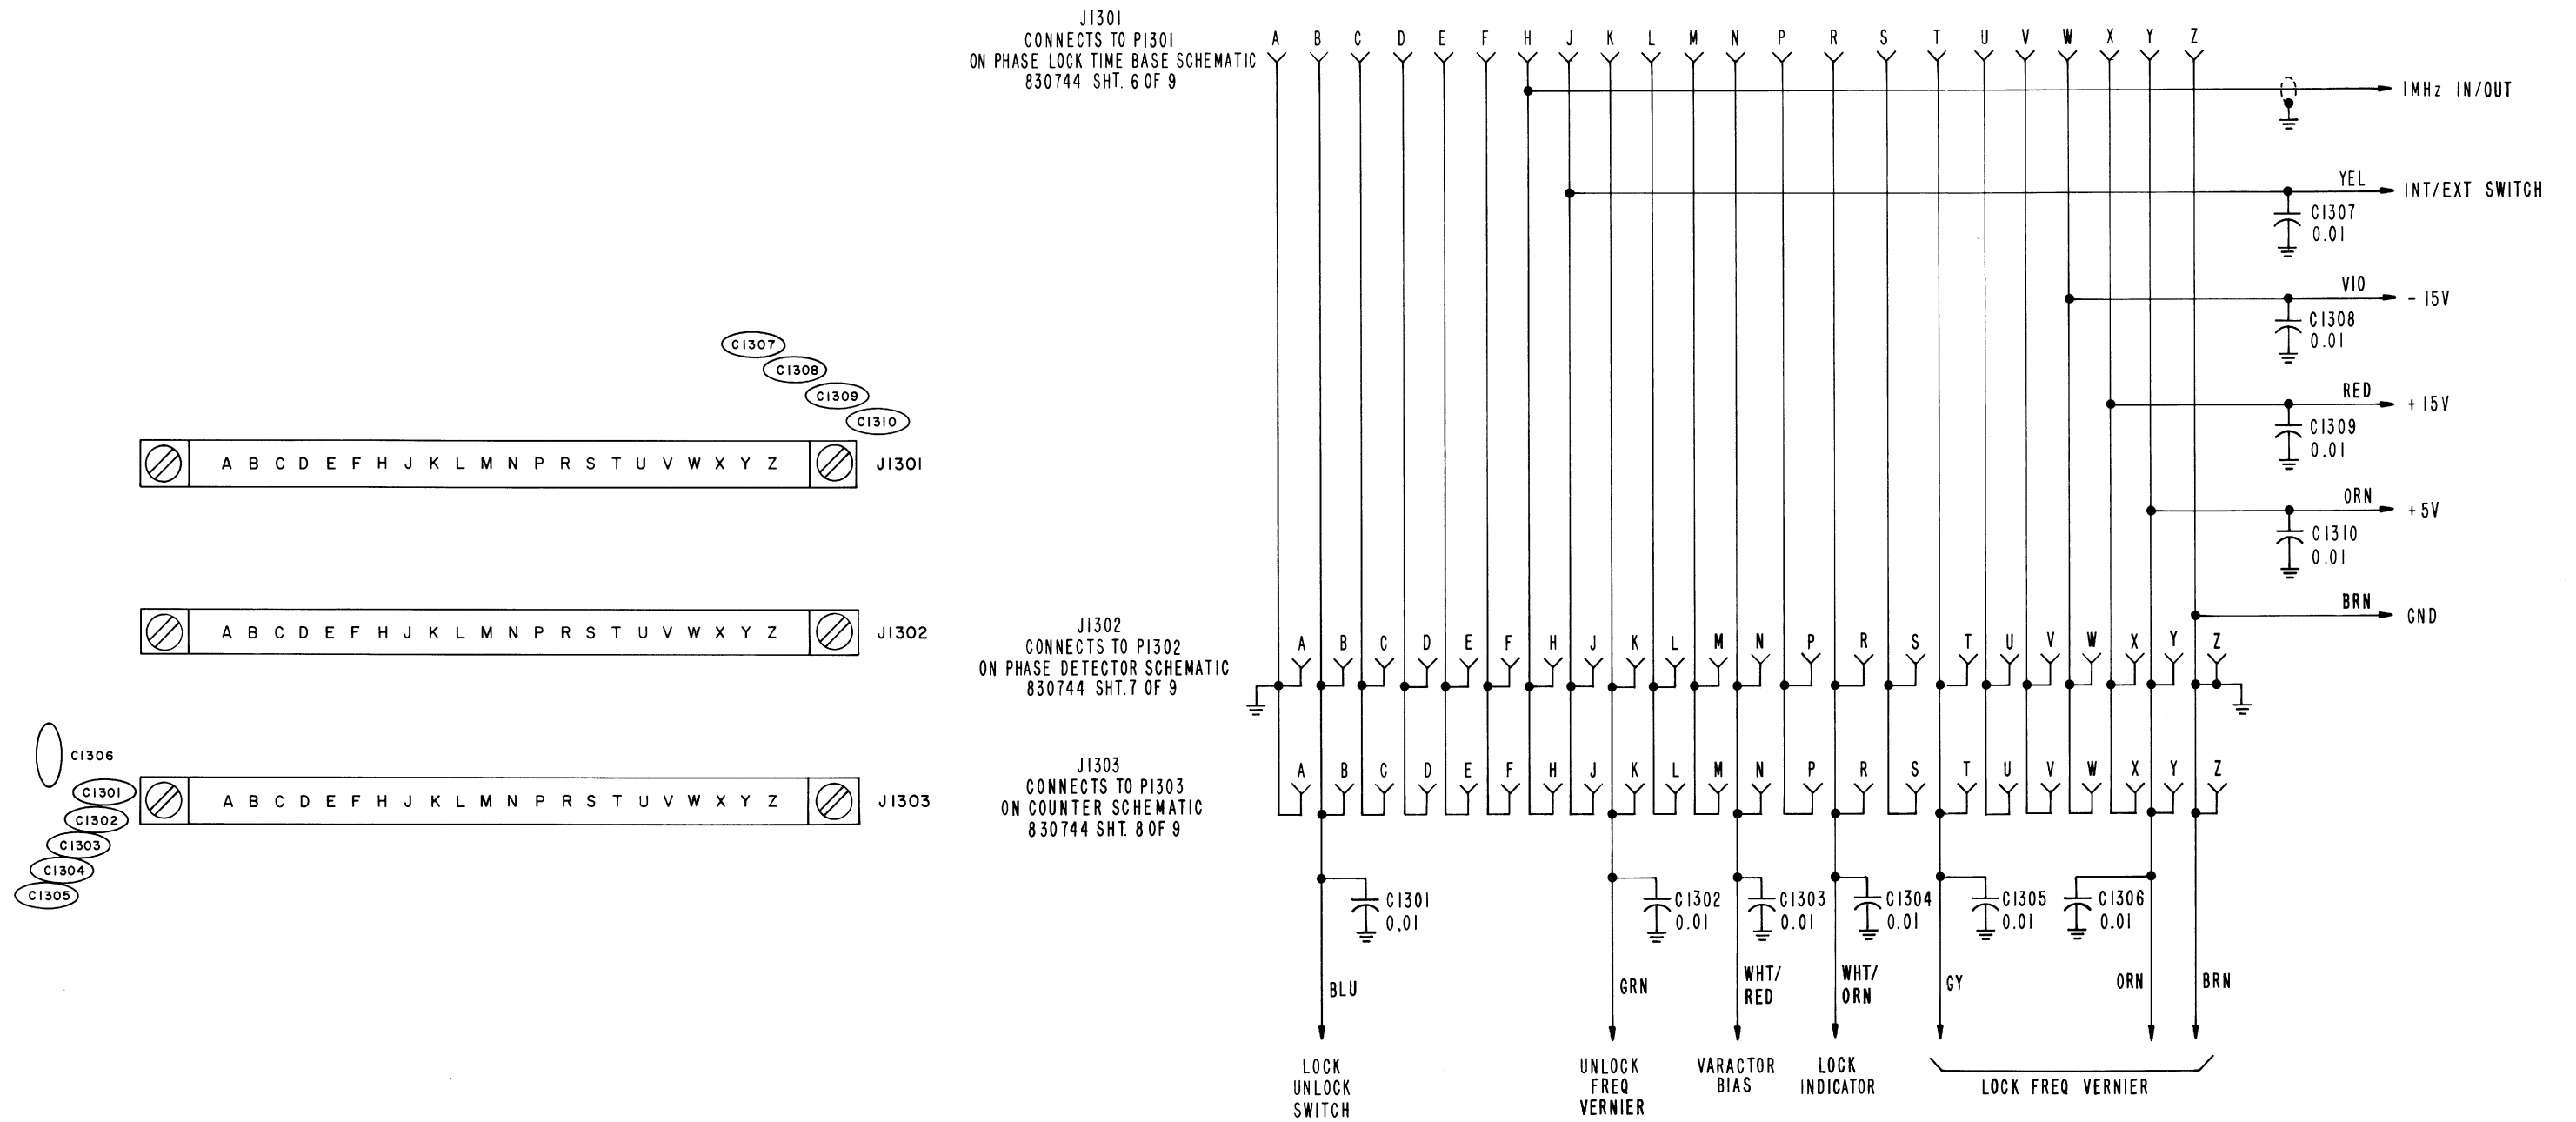 J1301
CONNECTS TO P1301
ON PHASE LOCK TIME BASE SCHEMATIC
830744 SHT. 6 OF 9
A B C D E F H J K L M N P R S T U V W X Y Z
1MHz IN/OUT
YEL
INT/EXT SWITCH
C1307
0.01
VIO
- 15V
C1308
0.01
RED
+ 15V
C1309
0.01
ORN
+ 5V
C1310
0.01
BRN
GND
C1307
C1308
C1309
C1310
A B C D E F H J K L M N P R S T U V W X Y Z
J1301
A B C D E F H J K L M N P R S T U V W X Y Z
J1302
C1306
C1301
C1302
C1303
C1304
C1305
A B C D E F H J K L M N P R S T U V W X Y Z
J1303
J1302
CONNECTS TO P1302
ON PHASE DETECTOR SCHEMATIC
830744 SHT. 7 OF 9
A B C D E F H J K L M N P R S T U V W X Y Z
J1303
CONNECTS TO P1303
ON COUNTER SCHEMATIC
830744 SHT. 8 OF 9
A B C D E F H J K L M N P R S T U V W X Y Z
C1301
0.01
C1302
0.01
C1303
0.01
C1304
0.01
C1305
0.01
C1306
0.01
BLU
GRN
WHT/
RED
WHT/
ORN
GY
ORN
BRN
LOCK
UNLOCK
SWITCH
UNLOCK
FREQ
VERNIER
VARACTOR
BIAS
LOCK
INDICATOR
LOCK FREQ VERNIER